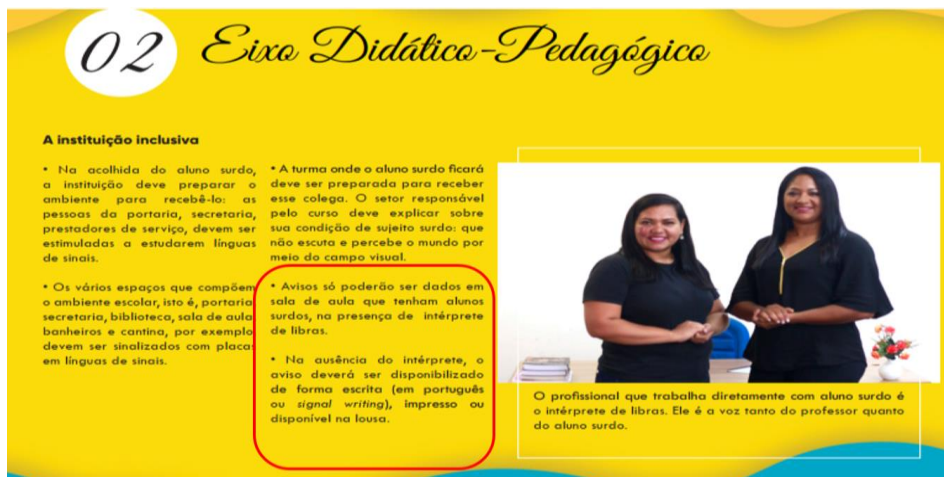 02 Eixo Didático-Pedagógico
A instituição inclusiva
• Na acolhida do aluno surdo,
a instituição deve preparar o
ambiente para recebê-lo: as
pessoas da portaria, secretaria,
prestadores de serviço, devem ser
estimuladas a estudarem línguas
de sinais.
• Os vários espaços que compõem
o ambiente escolar, isto é, portaria
secretaria, biblioteca, sala de aula
banheiros e cantina, por exemplo
devem ser sinalizados com placas
em línguas de sinais.
• A turma onde o aluno surdo ficará
deve ser preparada para receber
esse colega. O setor responsável
pelo curso deve explicar sobre
sua condição de sujeito surdo: que
não escuta e percebe o mundo por
meio do campo visual.
• Avisos só poderão ser dados em
sala de aula que tenham alunos
surdos, na presença de intérprete
de libras.
• Na ausência do intérprete, o
aviso deverá ser disponibilizado
de forma escrita (em português
ou signal writing), impresso ou
disponível na lousa.
O profissional que trabalha diretamente com aluno surdo é
o intérprete de libras. Ele é a voz tanto do professor quanto
do aluno surdo.